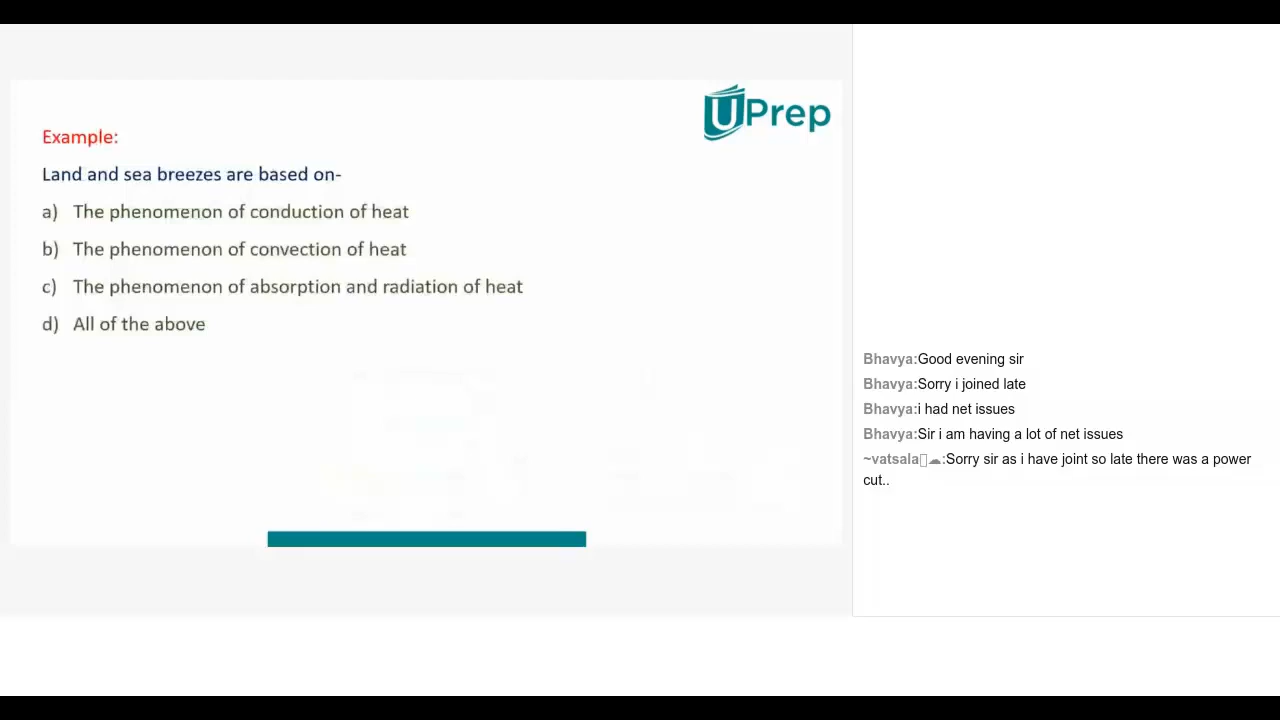 UPrep
Example:
Land and sea breezes are based on-
a) The phenomenon of conduction of heat
b) The phenomenon of convection of heat
c) The phenomenon of absorption and radiation of heat
d) All of the above
Bhavya:Good evening sir
Bhavya:Sorry i joined late
Bhavya:i had net issues
Bhavya:Sir i am having a lot of net issues
~vatsala▯☁:Sorry sir as i have joint so late there was a power
cut..